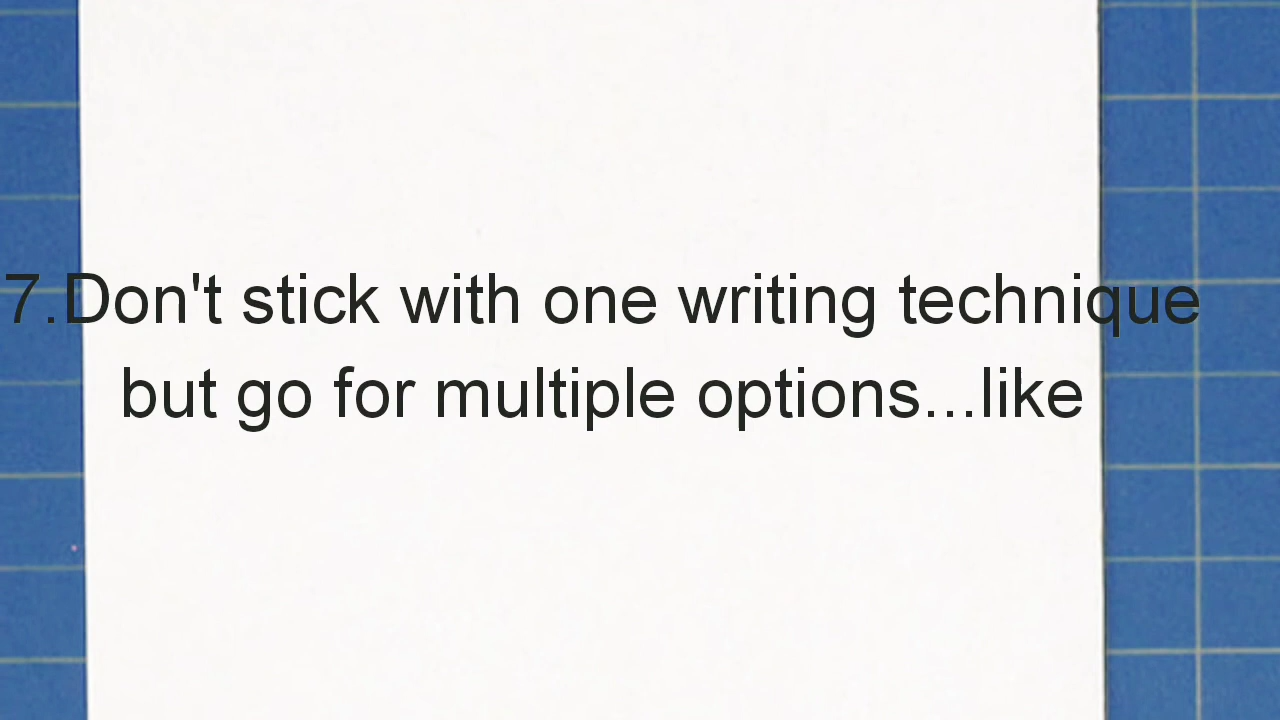 7.Don't stick with one writing technique
but go for multiple options...like